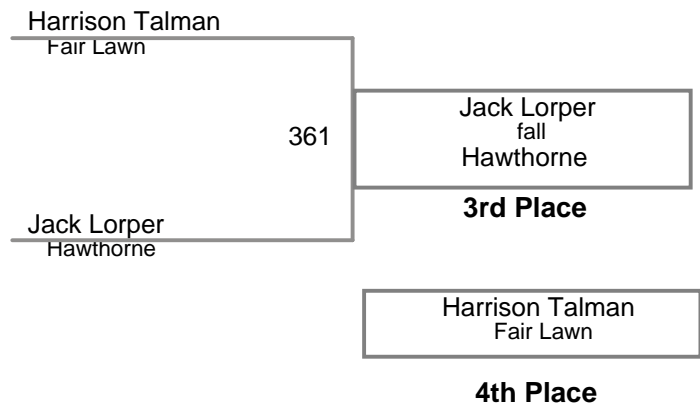 Harrison Talman
Fair Lawn
361
Jack Lorper
fall
Hawthorne
3rd Place
Jack Lorper
Hawthorne
Harrison Talman
Fair Lawn
4th Place